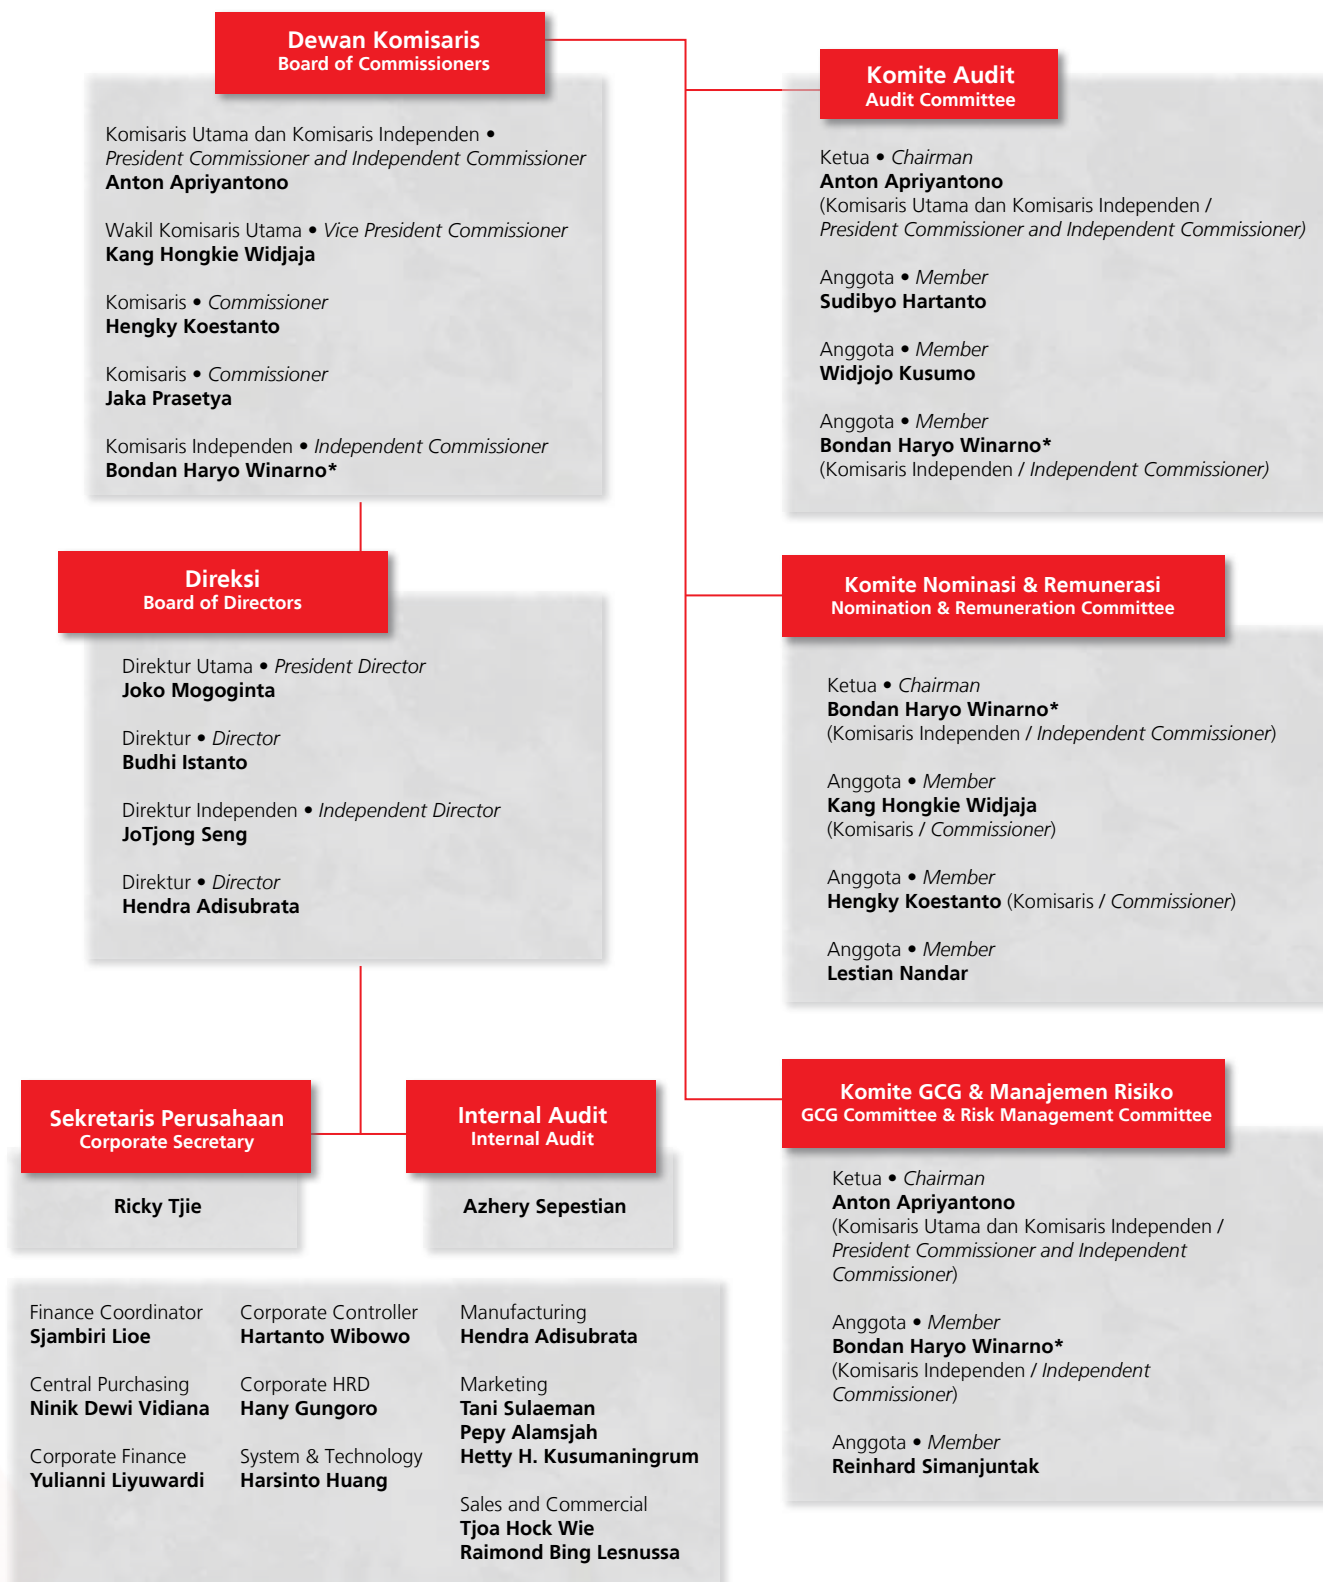 Dewan Komisaris
Board of Commissioners
Komisaris Utama dan Komisaris Independen •
President Commissioner and Independent Commissioner
Anton Apriyantono
Wakil Komisaris Utama • Vice President Commissioner
Kang Hongkie Widjaja
Komisaris • Commissioner
Hengky Koestanto
Komisaris • Commissioner
Jaka Prasetya
Komisaris Independen • Independent Commissioner
Bondan Haryo Winarno*
Direksi
Board of Directors
Direktur Utama • President Director
Joko Mogoginta
Direktur • Director
Budhi Istanto
Direktur Independen • Independent Director
JoTjong Seng
Direktur • Director
Hendra Adisubrata
Sekretaris Perusahaan
Corporate Secretary
Ricky Tjie
Internal Audit
Internal Audit
Azhery Sepestian
Finance Coordinator
Sjambiri Lioe
Central Purchasing
Ninik Dewi Vidiana
Corporate Finance
Yulianni Liyuwardi
Corporate Controller
Hartanto Wibowo
Corporate HRD
Hany Gungoro
System & Technology
Harsinto Huang
Manufacturing
Hendra Adisubrata
Marketing
Tani Sulaeman
Pepy Alamsjah
Hetty H. Kusumaningrum
Sales and Commercial
Tjoa Hock Wie
Raimond Bing Lesnussa
Komite Audit
Audit Committee
Ketua • Chairman
Anton Apriyantono
(Komisaris Utama dan Komisaris Independen /
President Commissioner and Independent Commissioner)
Anggota • Member
Sudibyo Hartanto
Anggota • Member
Widjojo Kusumo
Anggota • Member
Bondan Haryo Winarno*
(Komisaris Independen / Independent Commissioner)
Komite Nominasi & Remunerasi
Nomination & Remuneration Committee
Ketua • Chairman
Bondan Haryo Winarno*
(Komisaris Independen / Independent Commissioner)
Anggota • Member
Kang Hongkie Widjaja
(Komisaris / Commissioner)
Anggota • Member
Hengky Koestanto (Komisaris / Commissioner)
Anggota • Member
Lestian Nandar
Komite GCG & Manajemen Risiko
GCG Committee & Risk Management Committee
Ketua • Chairman
Anton Apriyantono
(Komisaris Utama dan Komisaris Independen /
President Commissioner and Independent
Commissioner)
Anggota • Member
Bondan Haryo Winarno*
(Komisaris Independen / Independent
Commissioner)
Anggota • Member
Reinhard Simanjuntak